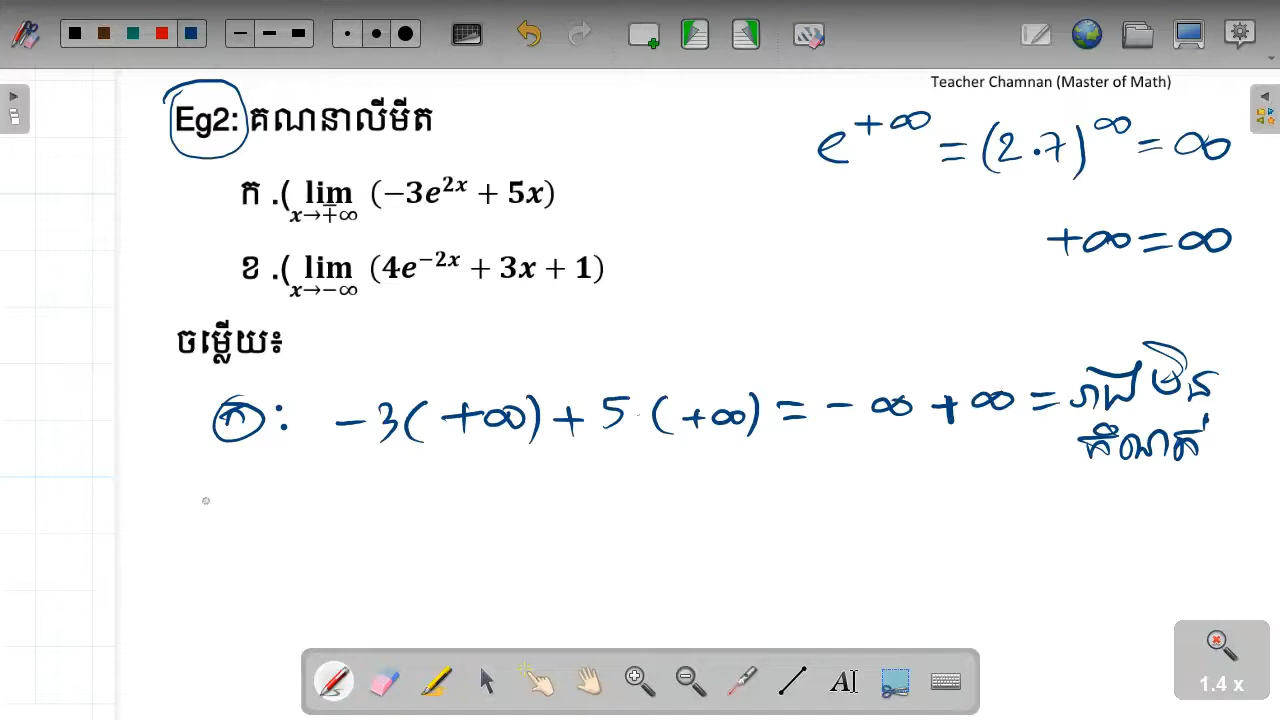 Teacher Chamnan (Master of Math)
Eg2: គណនាលីមីត
e^{+∞} = (2.7)^∞ = ∞
ក .( lim_{x→+∞} (−3e^{2x} + 5x)
+∞ = ∞
ខ .( lim_{x→−∞} (4e^{−2x} + 3x + 1)
ចម្លើយ៖
ក : −3(+∞) + 5·(+∞) = −∞ + ∞ = រាងមិន
កំណត់
1.4 x